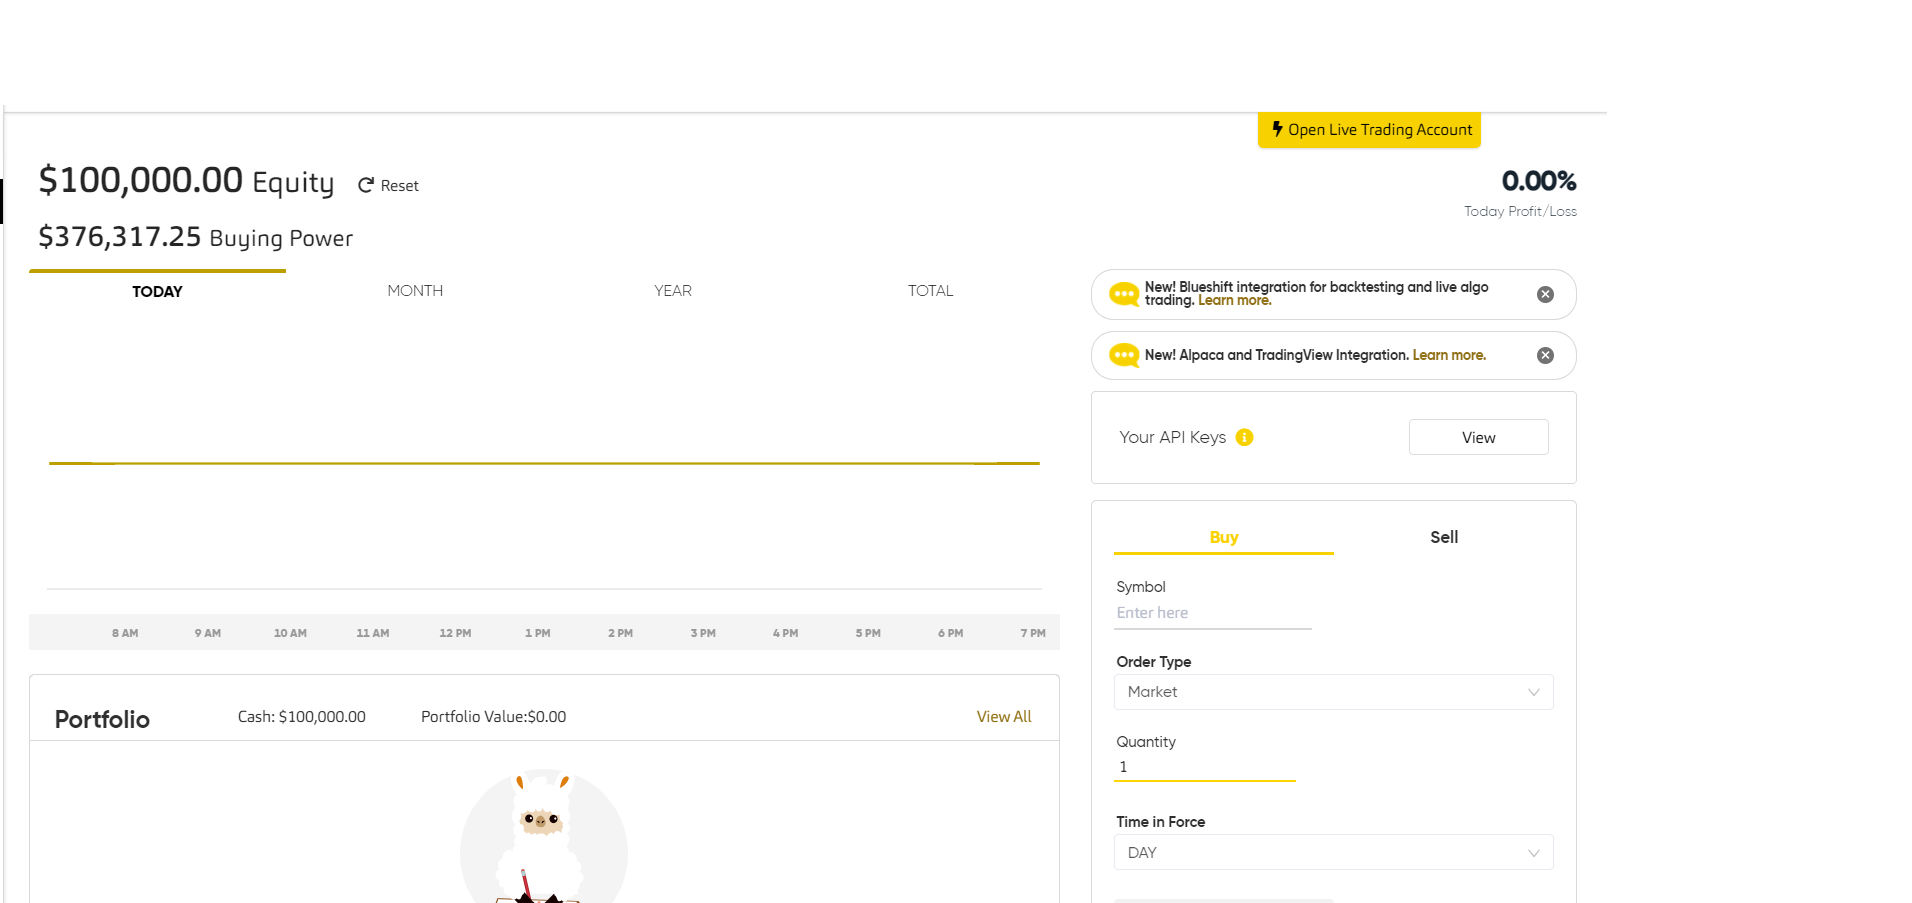 Open Live Trading Account
$100,000.00 Equity Reset
0.00%
Today Profit/Loss
$376,317.25 Buying Power
TODAY MONTH YEAR TOTAL
8 AM 9 AM 10 AM 11 AM 12 PM 1 PM 2 PM 3 PM 4 PM 5 PM 6 PM 7 PM
Portfolio Cash: $100,000.00 Portfolio Value:$0.00 View All
New! Blueshift integration for backtesting and live algo
trading. Learn more.
New! Alpaca and TradingView Integration. Learn more.
Your API Keys View
Buy Sell
Symbol
Enter here
Order Type
Market
Quantity
1
Time in Force
DAY